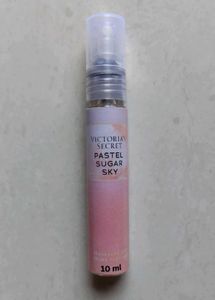 VICTORIA'S
SECRET
PASTEL
SUGAR
SKY
10 ml